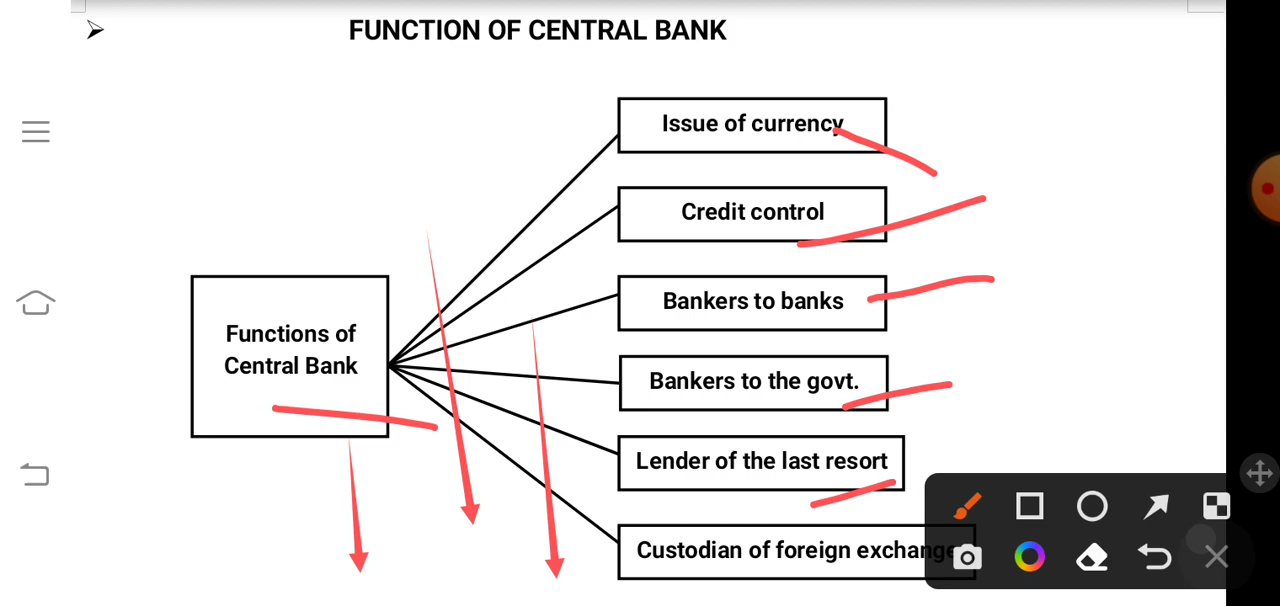 FUNCTION OF CENTRAL BANK
Issue of currency
Credit control
Bankers to banks
Functions of
Central Bank
Bankers to the govt.
Lender of the last resort
Custodian of foreign exchange